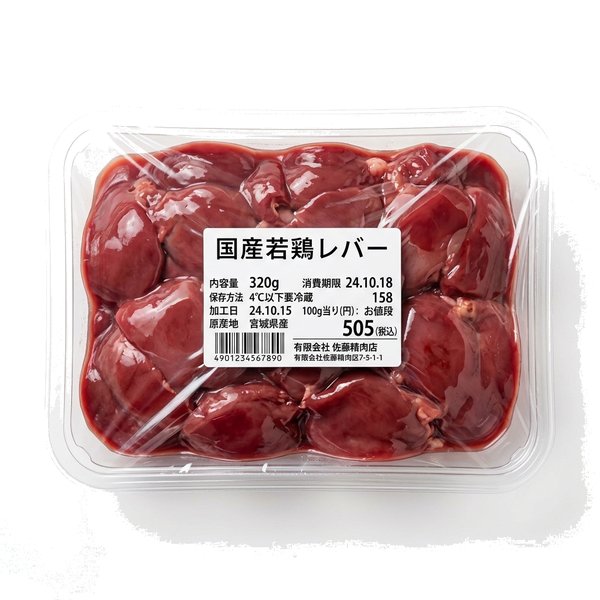 国産若鶏レバー
内容量 320g 消費期限 24.10.18
保存方法 4℃以下要冷蔵 158
加工日 24.10.15 100g当り(円): お値段
原産地 宮城県産 505(税込)
有限会社 佐藤精肉店
有限会社佐藤精肉区7-S-1-1
4901234567890